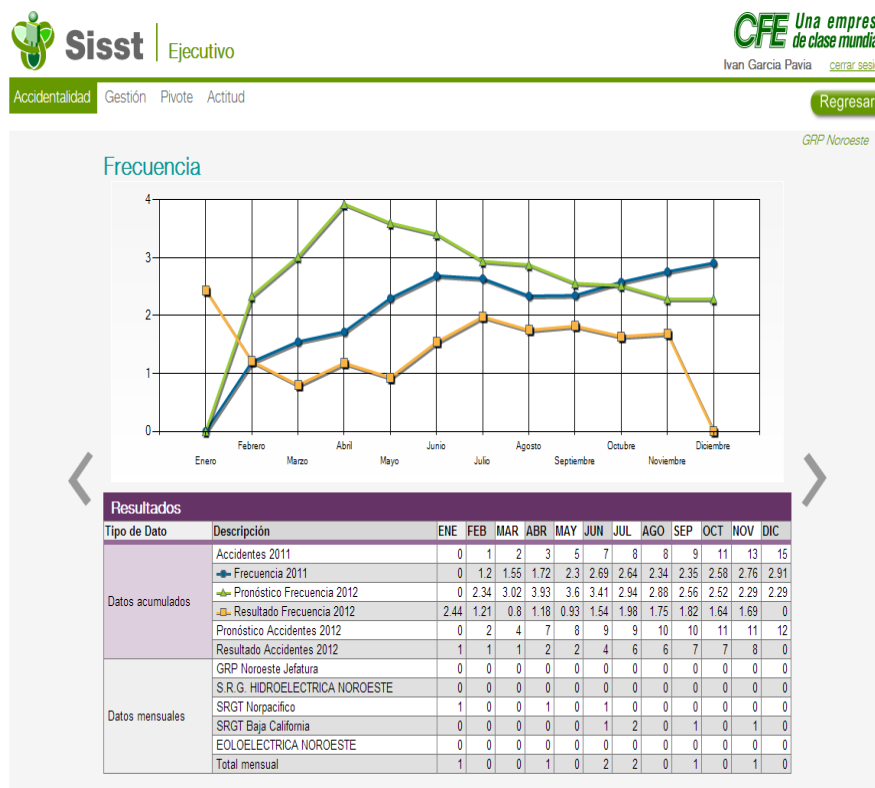 Sisst Ejecutivo
CFE Una empres
de clase mundia
Ivan Garcia Pavia cerrar sesi
Accidentalidad Gestión Pivote Actitud
Regresar
GRP Noroeste
Frecuencia
4
3
2
1
0
Febrero Abril Junio Agosto Octubre Diciembre
Enero Marzo Mayo Julio Septiembre Noviembre
Resultados
Tipo de Dato Descripción ENE FEB MAR ABR MAY JUN JUL AGO SEP OCT NOV DIC
Datos acumulados
Accidentes 2011 0 1 2 3 5 7 8 8 9 11 13 15
Frecuencia 2011 0 1.2 1.55 1.72 2.3 2.69 2.64 2.34 2.35 2.58 2.76 2.91
Pronóstico Frecuencia 2012 0 2.34 3.02 3.93 3.6 3.41 2.94 2.88 2.56 2.52 2.29 2.29
Resultado Frecuencia 2012 2.44 1.21 0.8 1.18 0.93 1.54 1.98 1.75 1.82 1.64 1.69 0
Pronóstico Accidentes 2012 0 2 4 7 8 9 9 10 10 11 11 12
Resultado Accidentes 2012 1 1 1 2 2 4 6 6 7 7 8 0
Datos mensuales
GRP Noroeste Jefatura 0 0 0 0 0 0 0 0 0 0 0 0
S.R.G. HIDROELECTRICA NOROESTE 0 0 0 0 0 0 0 0 0 0 0 0
SRGT Norpacifico 1 0 0 1 0 1 0 0 0 0 0 0
SRGT Baja California 0 0 0 0 0 1 2 0 1 0 1 0
EOLOELECTRICA NOROESTE 0 0 0 0 0 0 0 0 0 0 0 0
Total mensual 1 0 0 1 0 2 2 0 1 0 1 0